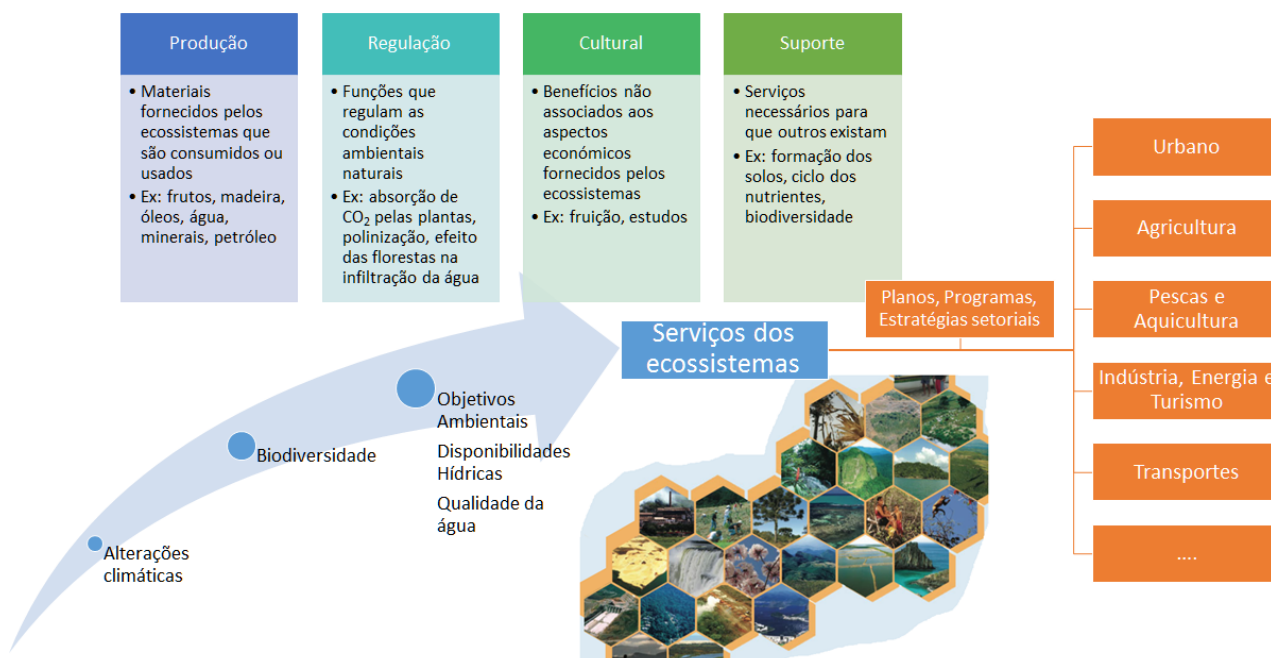 Produção
• Materiais
fornecidos pelos
ecossistemas que
são consumidos ou
usados
• Ex: frutos, madeira,
óleos, água,
minerais, petróleo
Regulação
• Funções que
regulam as
condições
ambientais
naturais
• Ex: absorção de
CO₂ pelas plantas,
polinização, efeito
das florestas na
infiltração da água
Cultural
• Benefícios não
associados aos
aspectos
económicos
fornecidos pelos
ecossistemas
• Ex: fruição, estudos
Suporte
• Serviços
necessários para
que outros existam
• Ex: formação dos
solos, ciclo dos
nutrientes,
biodiversidade
Alterações
climáticas
Biodiversidade
Objetivos
Ambientais
Disponibilidades
Hídricas
Qualidade da
água
Serviços dos
ecossistemas
Planos, Programas,
Estratégias setoriais
Urbano
Agricultura
Pescas e
Aquicultura
Indústria, Energia e
Turismo
Transportes
....